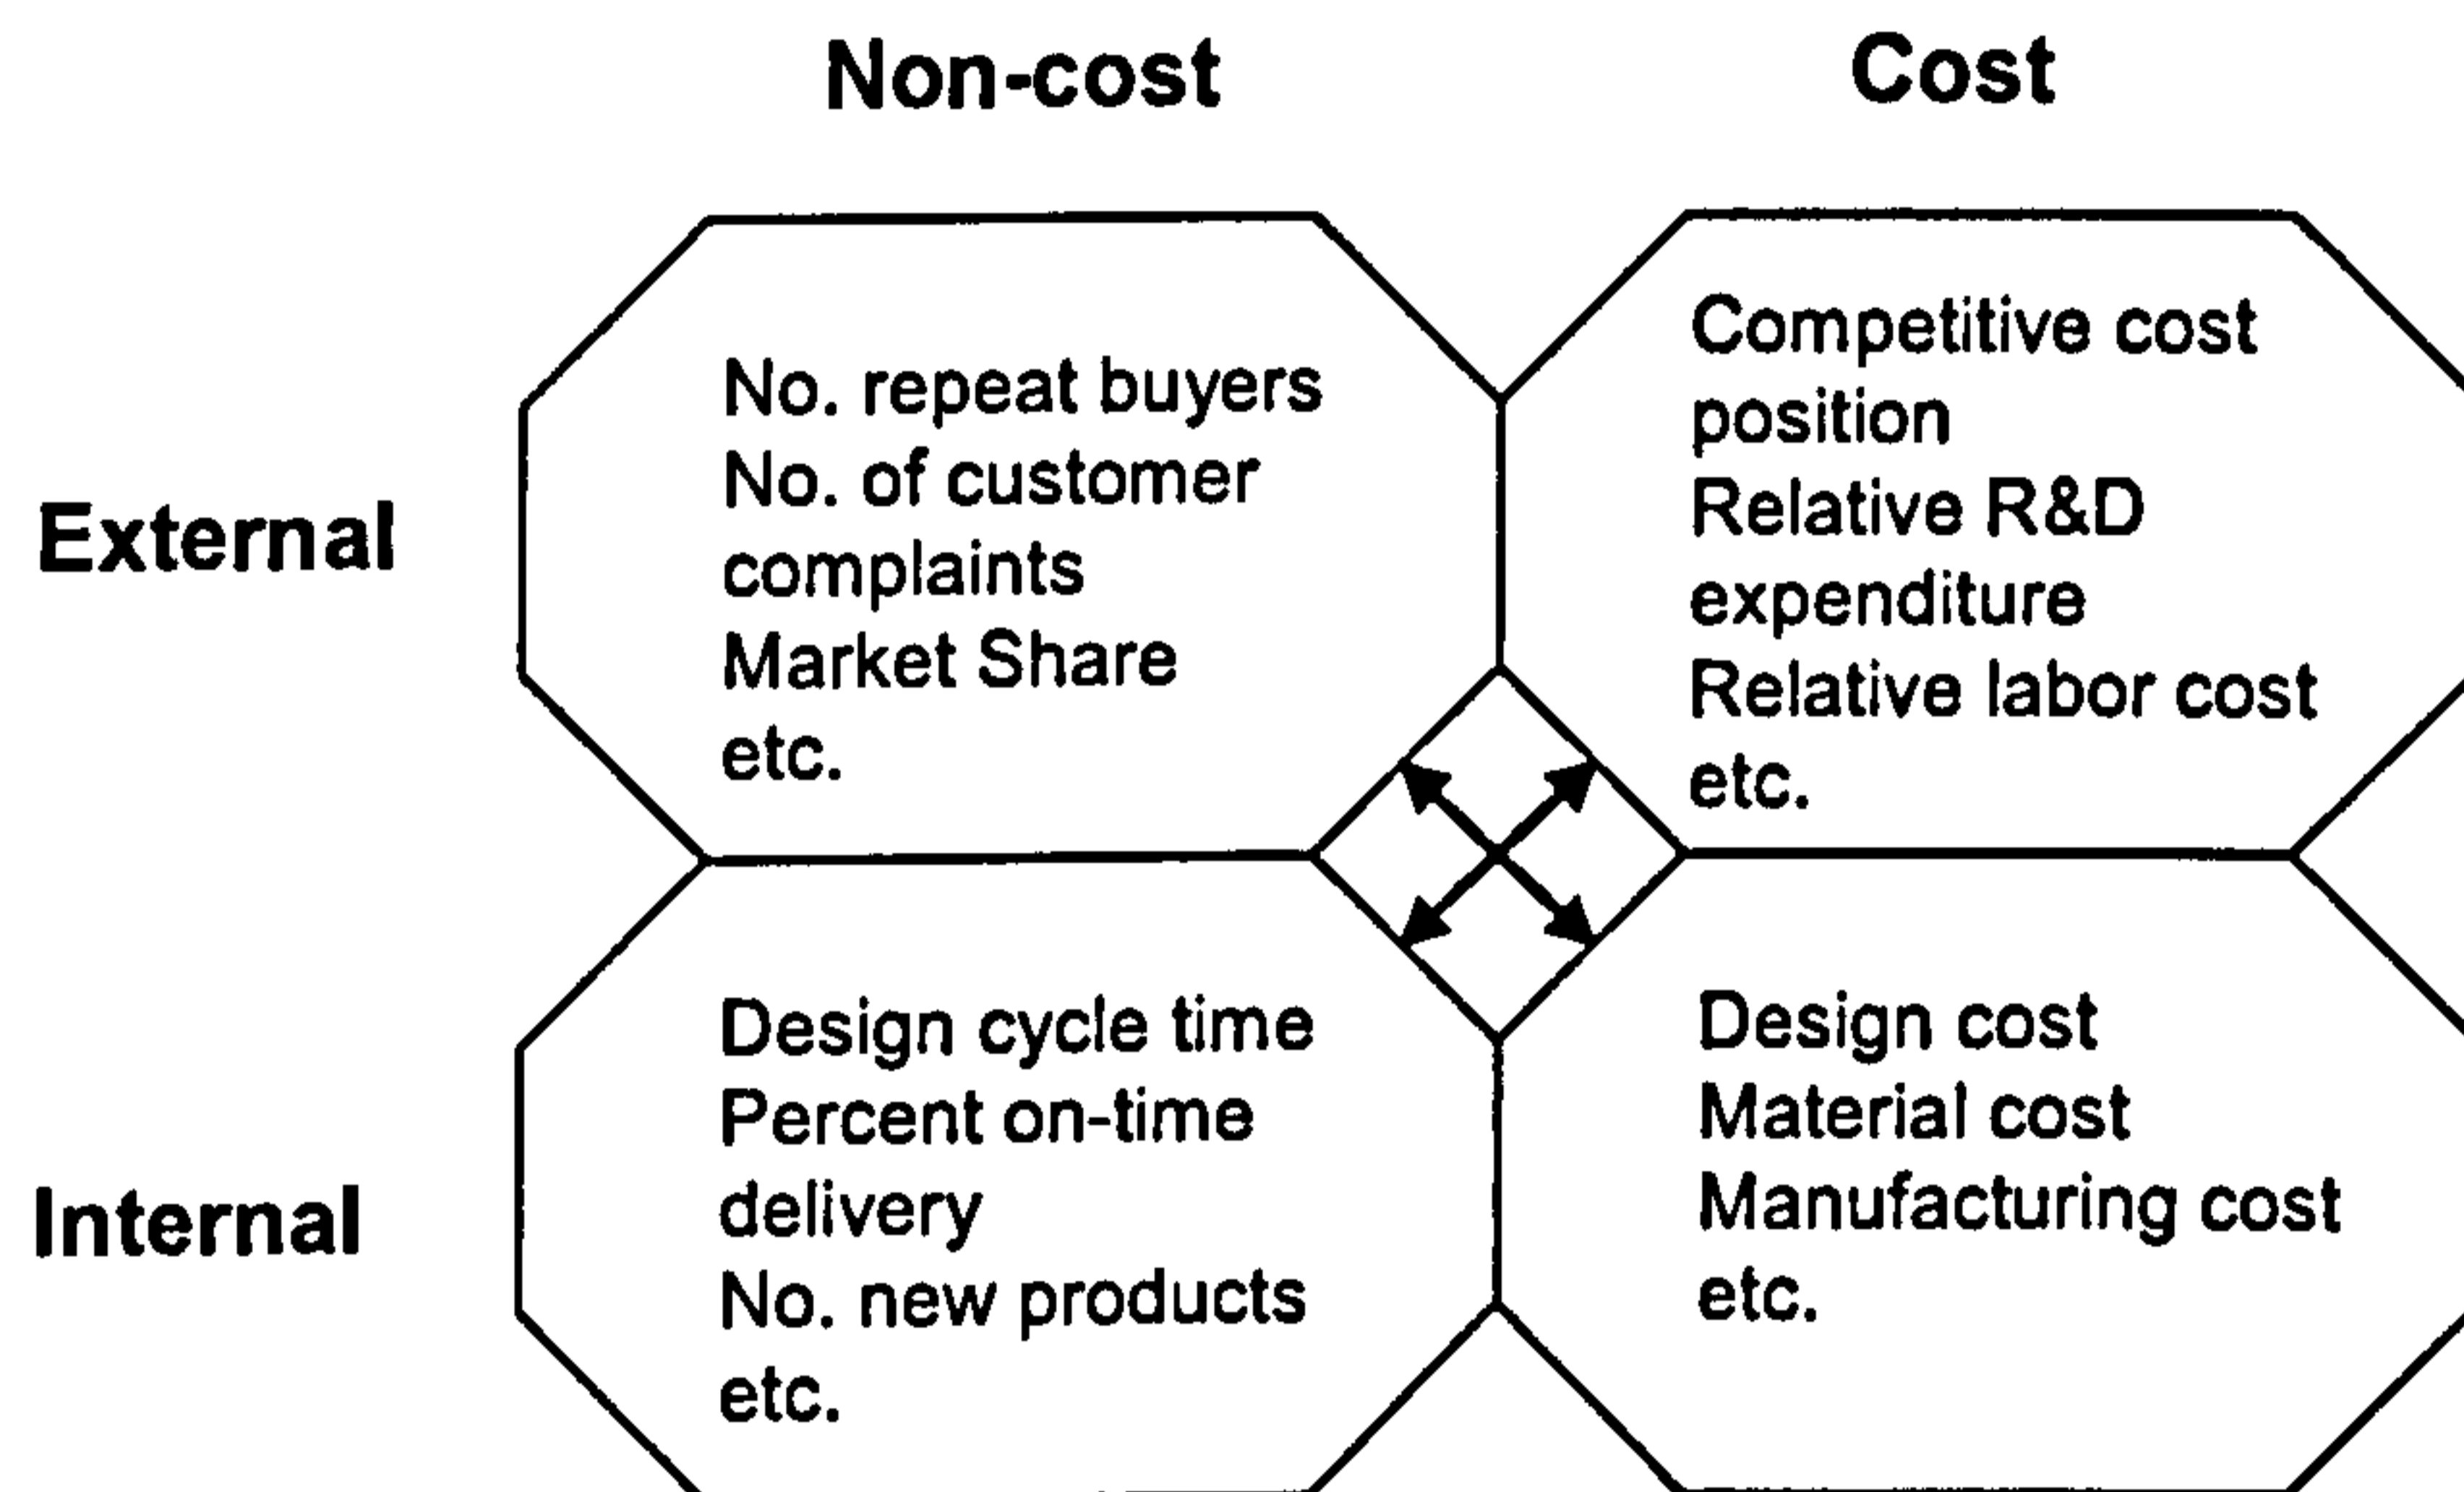 Non-cost
Cost
External
No. repeat buyers
No. of customer
complaints
Market Share
etc.
Competitive cost
position
Relative R&D
expenditure
Relative labor cost
etc.
Internal
Design cycle time
Percent on-time
delivery
No. new products
etc.
Design cost
Material cost
Manufacturing cost
etc.